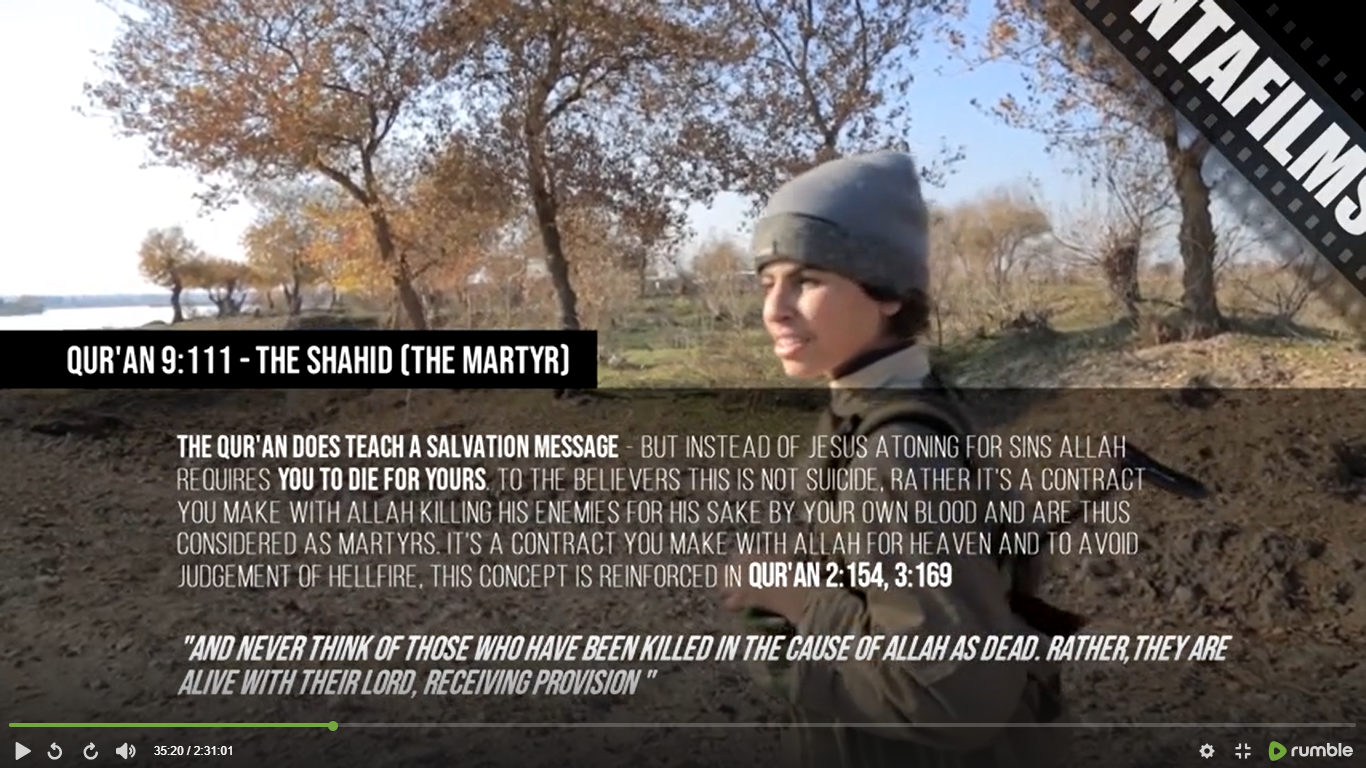 NTAFILMS
QUR'AN 9:111 - THE SHAHID (THE MARTYR)
THE QUR'AN DOES TEACH A SALVATION MESSAGE - BUT INSTEAD OF JESUS ATONING FOR SINS ALLAH
REQUIRES YOU TO DIE FOR YOURS. TO THE BELIEVERS THIS IS NOT SUICIDE, RATHER IT'S A CONTRACT
YOU MAKE WITH ALLAH KILLING HIS ENEMIES FOR HIS SAKE BY YOUR OWN BLOOD AND ARE THUS
CONSIDERED AS MARTYRS. IT'S A CONTRACT YOU MAKE WITH ALLAH FOR HEAVEN AND TO AVOID
JUDGEMENT OF HELLFIRE, THIS CONCEPT IS REINFORCED IN QUR'AN 2:154, 3:169
"AND NEVER THINK OF THOSE WHO HAVE BEEN KILLED IN THE CAUSE OF ALLAH AS DEAD. RATHER, THEY ARE
ALIVE WITH THEIR LORD, RECEIVING PROVISION "
35:20 / 2:31:01
rumble